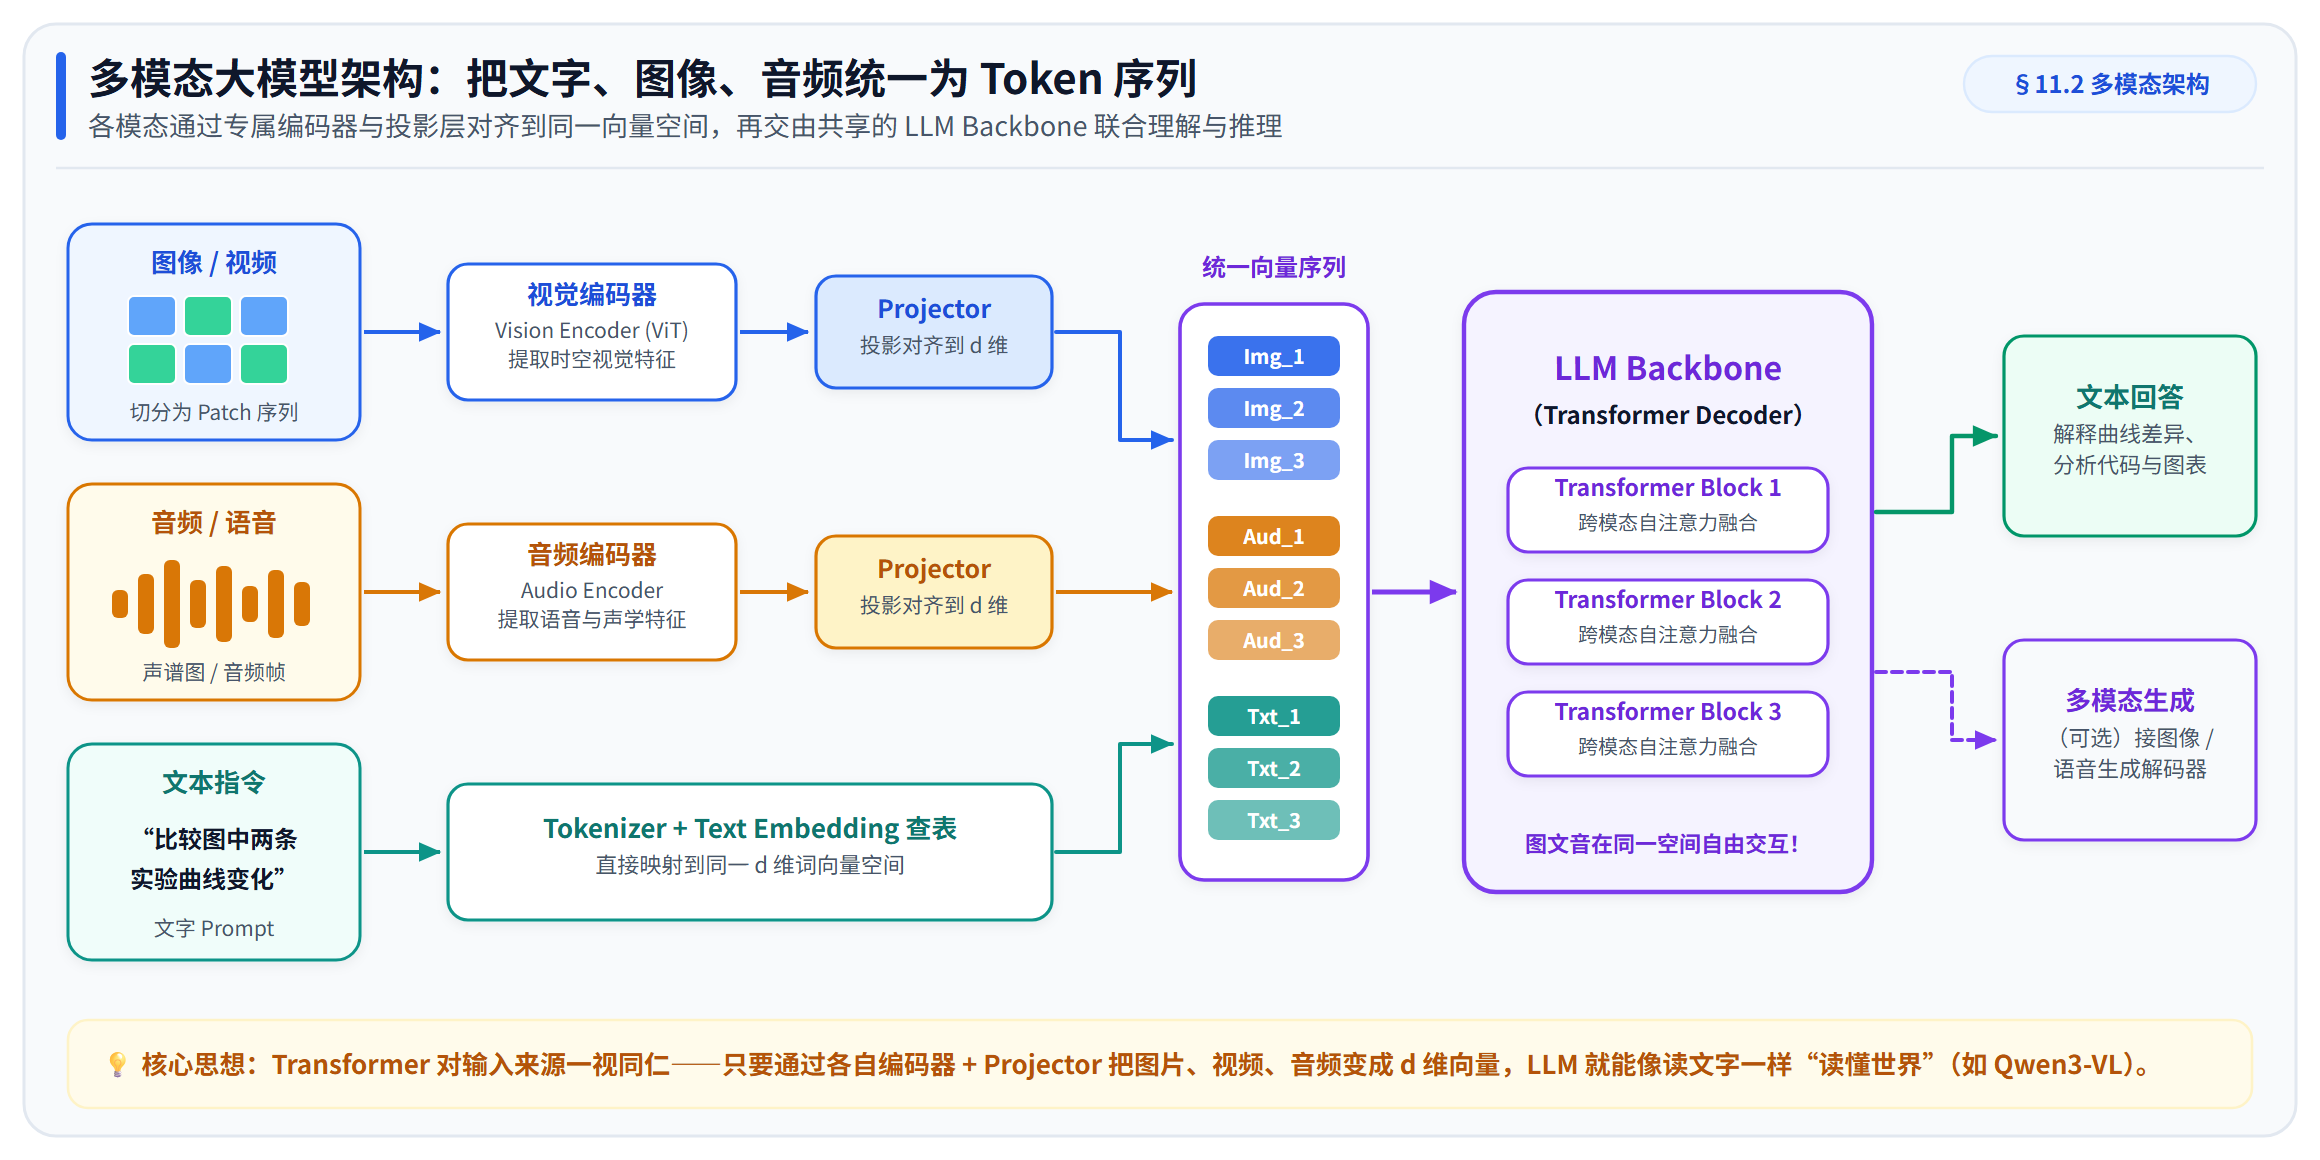 多模态大模型架构：把文字、图像、音频统一为 Token 序列
各模态通过专属编码器与投影层对齐到同一向量空间，再交由共享的 LLM Backbone 联合理解与推理
§11.2 多模态架构
图像 / 视频
切分为 Patch 序列
视觉编码器
Vision Encoder (ViT)
提取时空视觉特征
Projector
投影对齐到 d 维
音频 / 语音
声谱图 / 音频帧
音频编码器
Audio Encoder
提取语音与声学特征
Projector
投影对齐到 d 维
文本指令
“比较图中两条
实验曲线变化”
文字 Prompt
Tokenizer + Text Embedding 查表
直接映射到同一 d 维词向量空间
统一向量序列
Img_1
Img_2
Img_3
Aud_1
Aud_2
Aud_3
Txt_1
Txt_2
Txt_3
LLM Backbone
（Transformer Decoder）
Transformer Block 1
跨模态自注意力融合
Transformer Block 2
跨模态自注意力融合
Transformer Block 3
跨模态自注意力融合
图文音在同一空间自由交互！
文本回答
解释曲线差异、
分析代码与图表
多模态生成
（可选）接图像 /
语音生成解码器
💡 核心思想：Transformer 对输入来源一视同仁——只要通过各自编码器 + Projector 把图片、视频、音频变成 d 维向量，LLM 就能像读文字一样“读懂世界”（如 Qwen3-VL）。